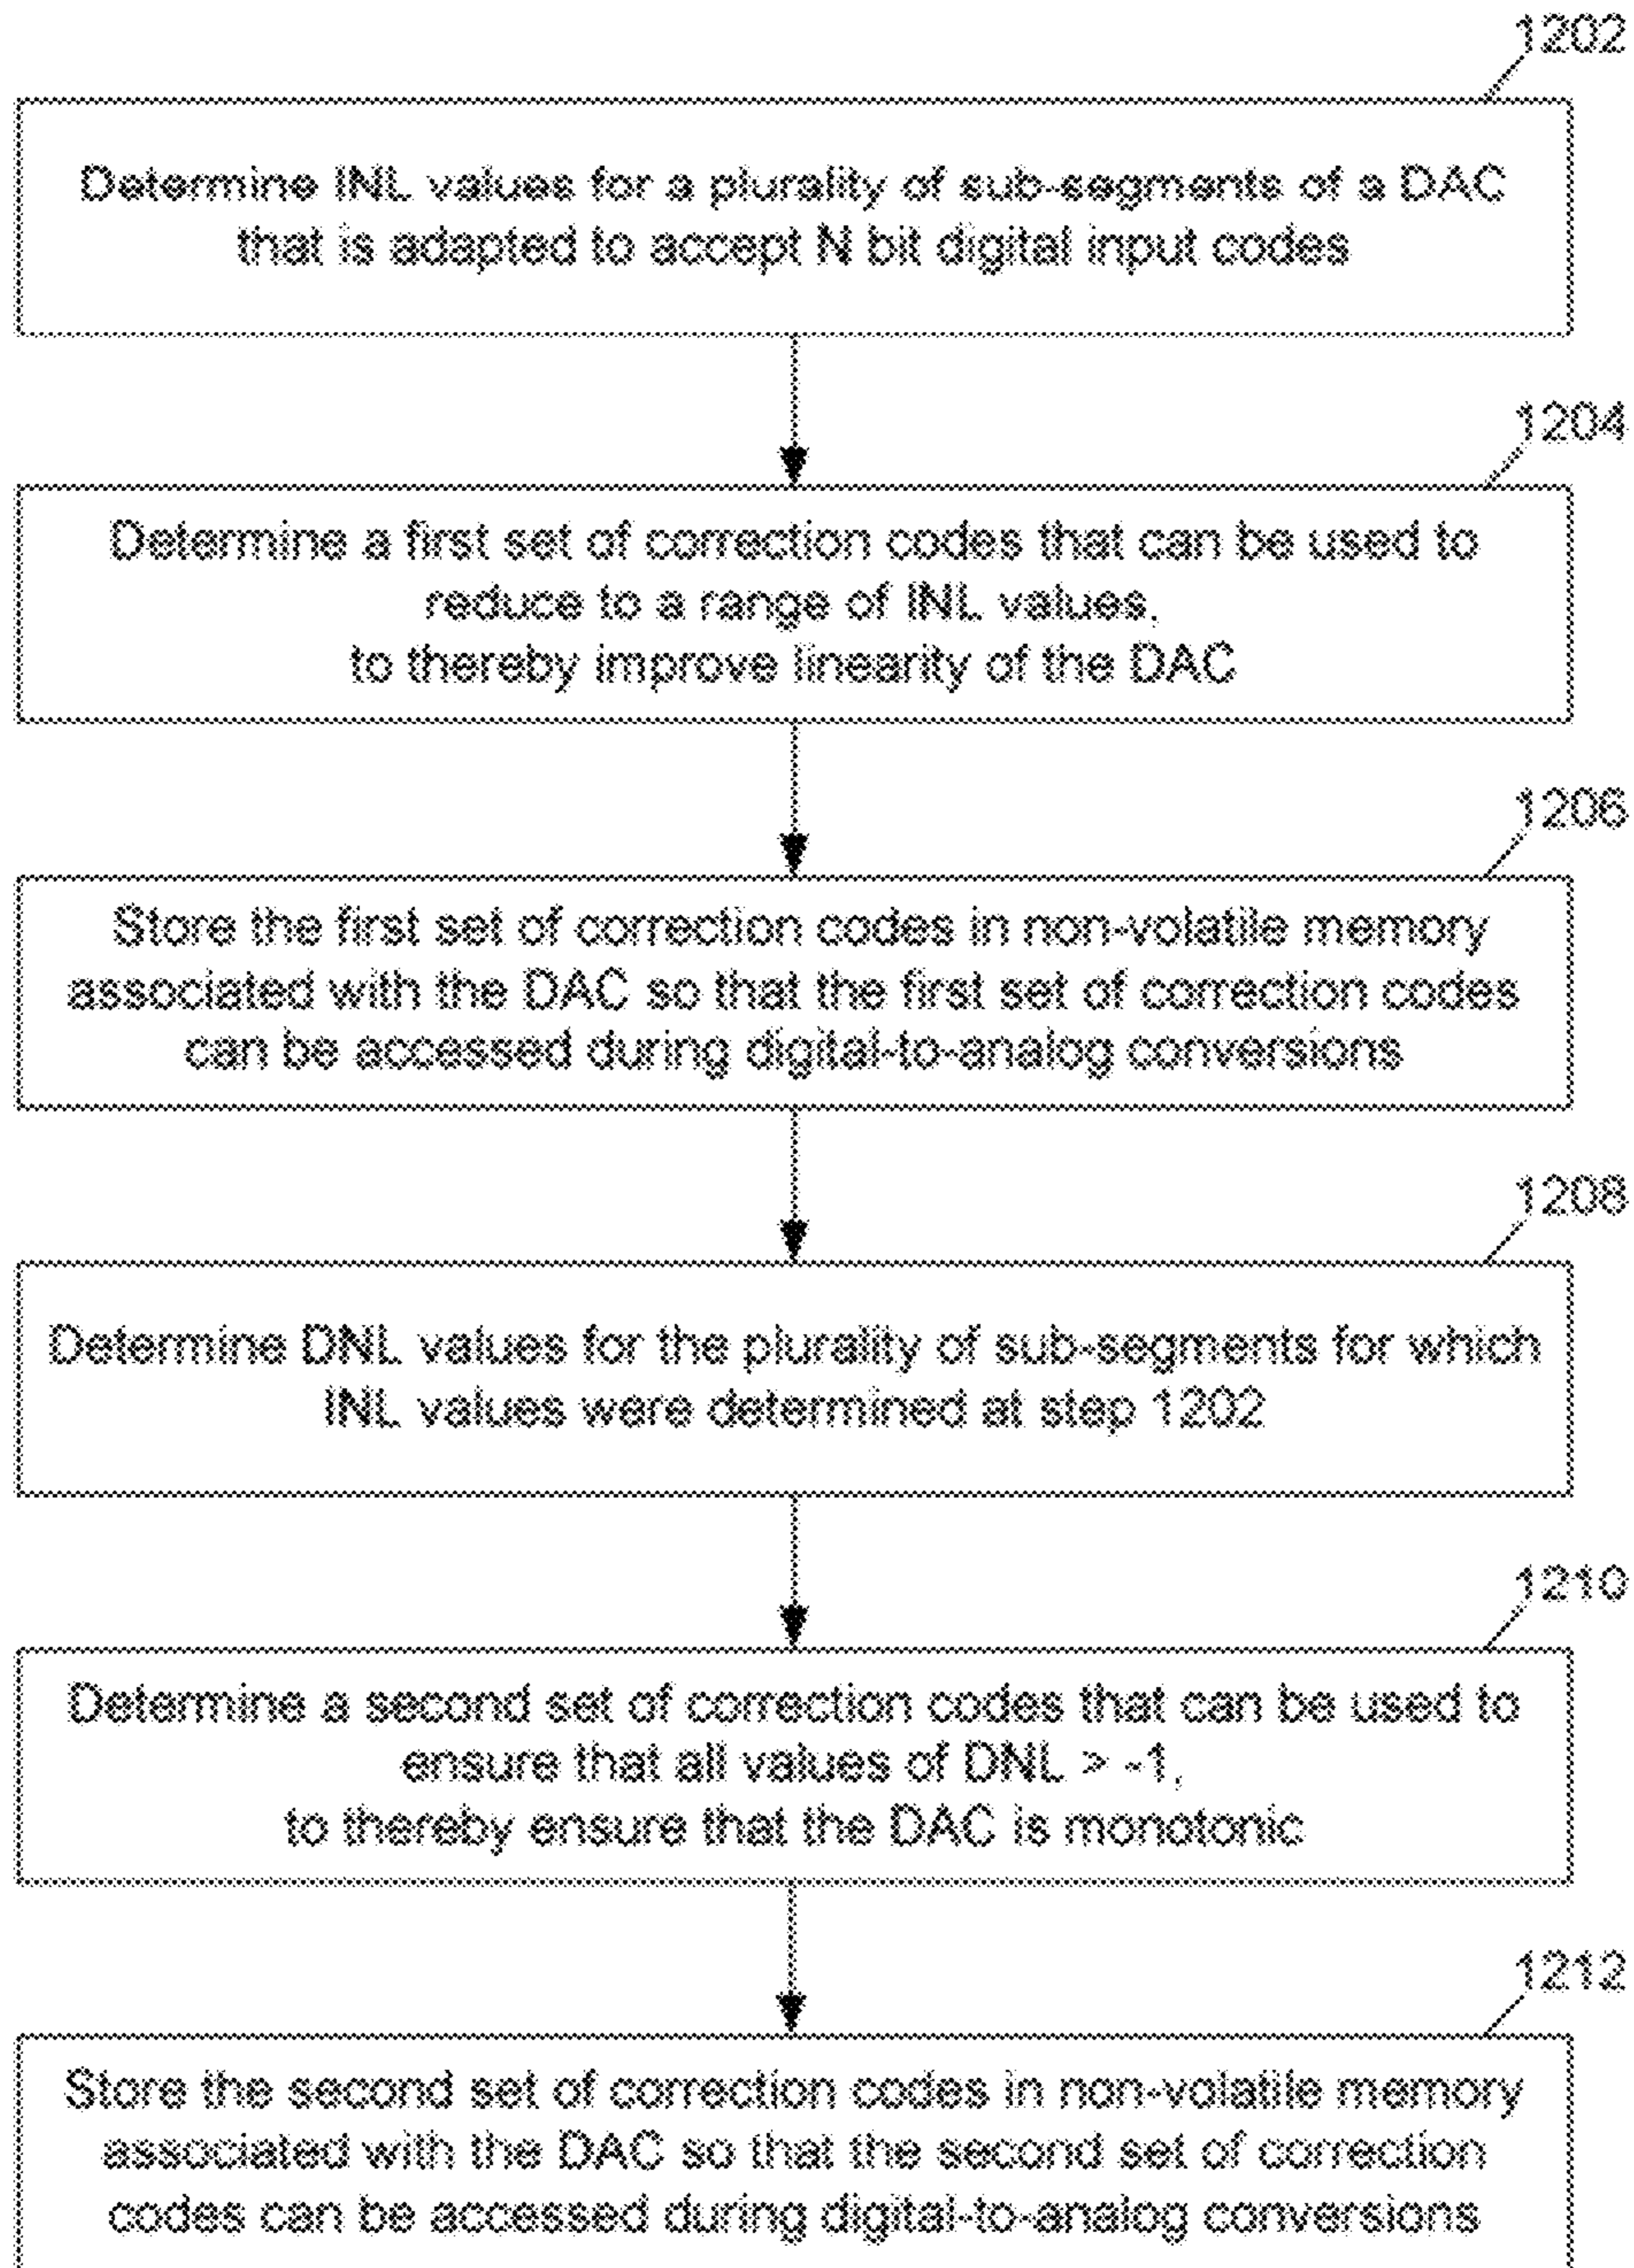 1202
Determine INL values for a plurality of sub-segments of a DAC
that is adapted to accept N bit digital input codes
1204
Determine a first set of correction codes that can be used to
reduce to a range of INL values,
to thereby improve linearity of the DAC
1206
Store the first set of correction codes in non-volatile memory
associated with the DAC so that the first set of correction codes
can be accessed during digital-to-analog conversions
1208
Determine DNL values for the plurality of sub-segments for which
INL values were determined at step 1202
1210
Determine a second set of correction codes that can be used to
ensure that all values of DNL > -1,
to thereby ensure that the DAC is monotonic
1212
Store the second set of correction codes in non-volatile memory
associated with the DAC so that the second set of correction
codes can be accessed during digital-to-analog conversions